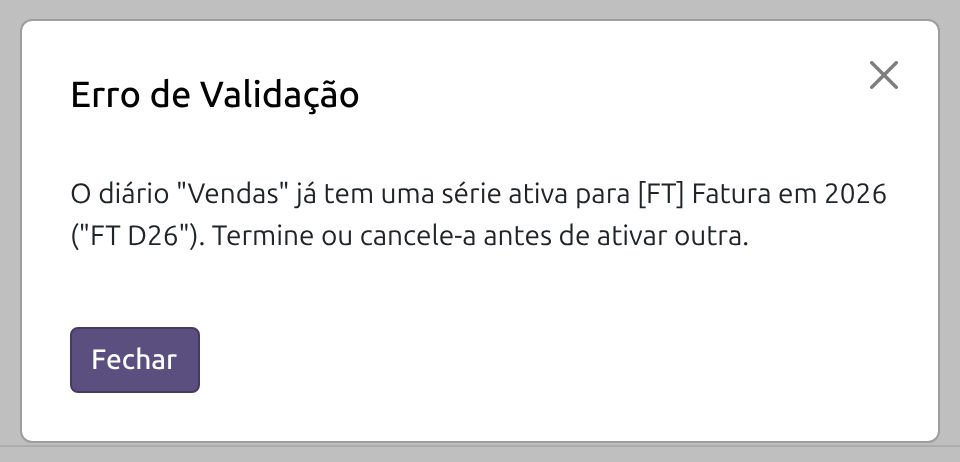 Erro de Validação
O diário "Vendas" já tem uma série ativa para [FT] Fatura em 2026
("FT D26"). Termine ou cancele-a antes de ativar outra.
Fechar